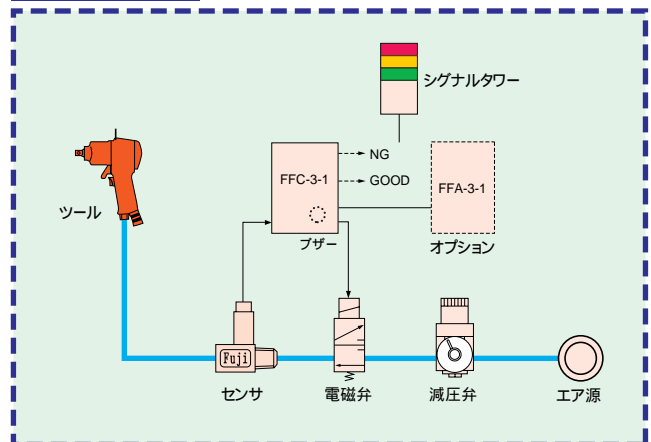 シグナルタワー
NG
FFC-3-1
GOOD
FFA-3-1
ツール
ブザー
オプション
Fuji
センサ
電磁弁
減圧弁
エア源